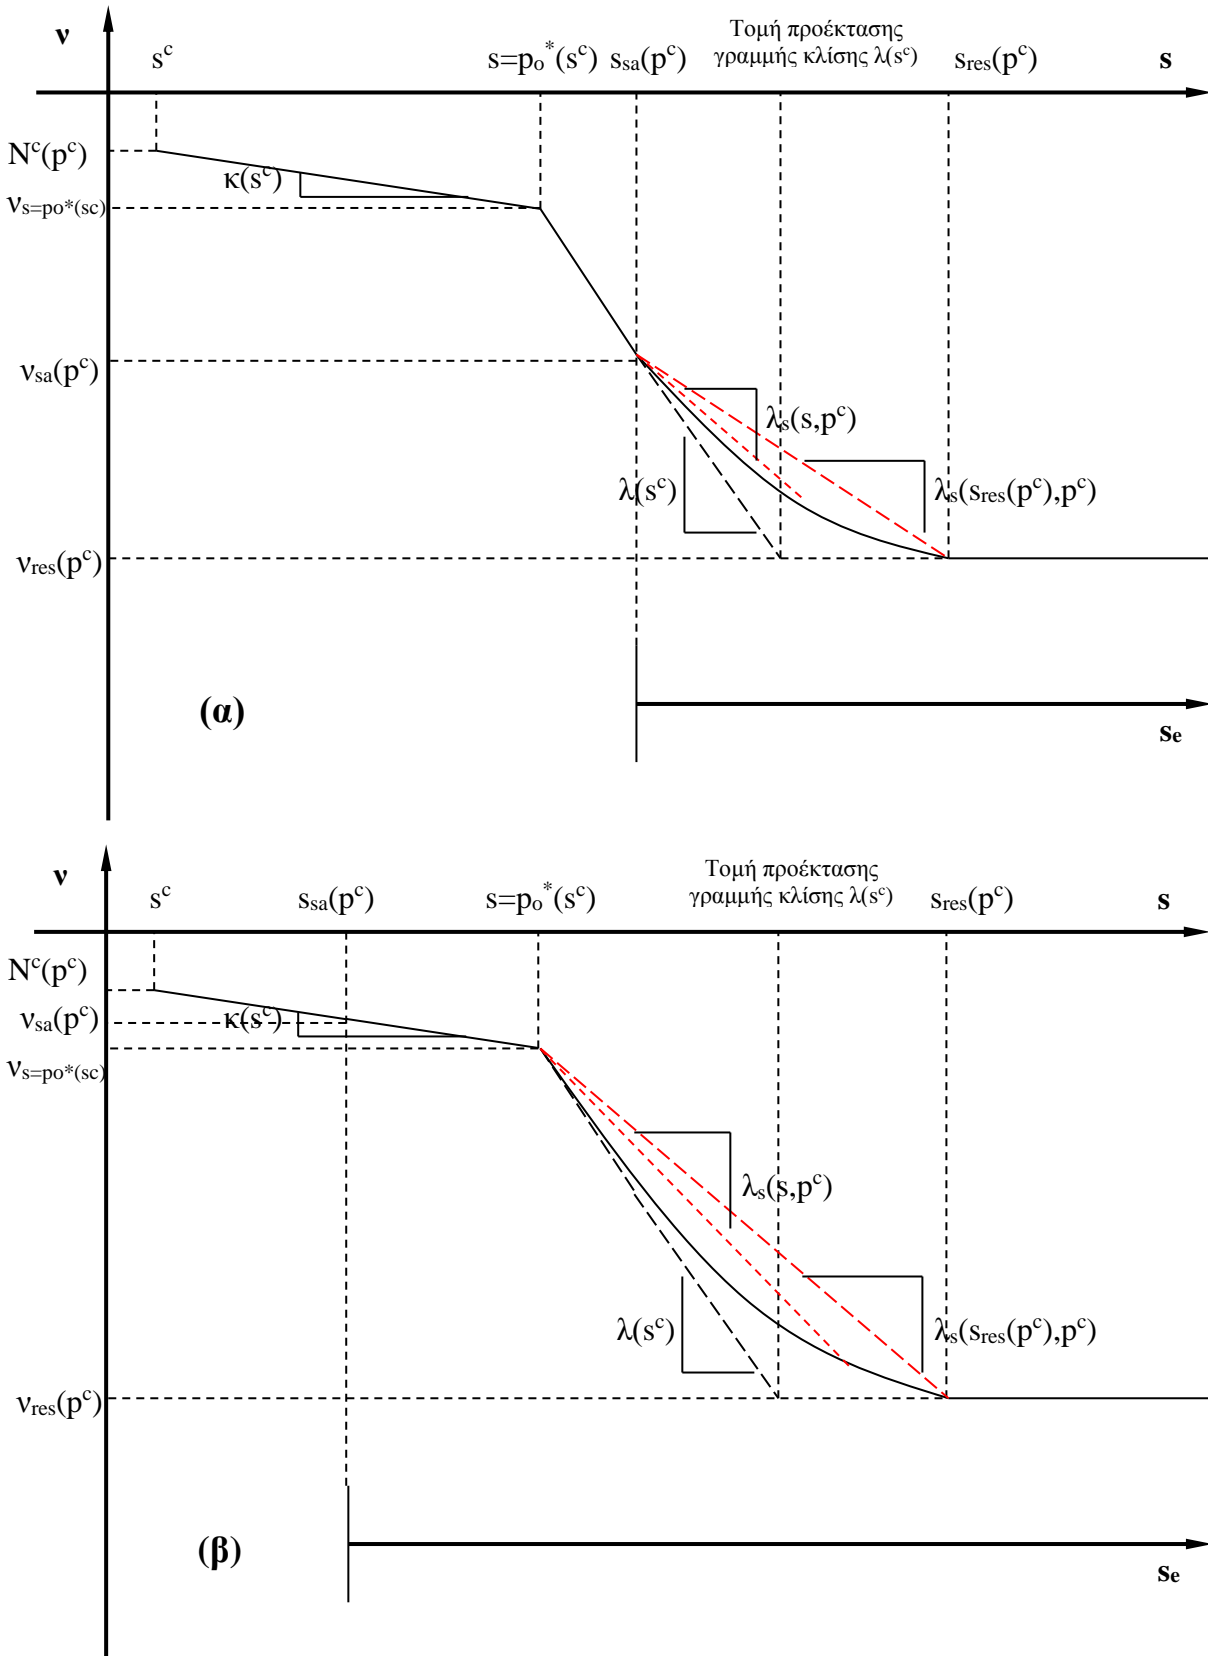 ν
s^c
s=p_o^*(s^c)
s_sa(p^c)
Τομή προέκτασης
γραμμής κλίσης λ(s^c)
s_res(p^c)
s
N^c(p^c)
κ(s^c)
ν_s=po*(sc)
ν_sa(p^c)
λ_s(s,p^c)
λ(s^c)
λ_s(s_res(p^c),p^c)
ν_res(p^c)
(α)
s_e
ν
s^c
s_sa(p^c)
s=p_o^*(s^c)
Τομή προέκτασης
γραμμής κλίσης λ(s^c)
s_res(p^c)
s
N^c(p^c)
ν_sa(p^c)
κ(s^c)
ν_s=po*(sc)
λ_s(s,p^c)
λ(s^c)
λ_s(s_res(p^c),p^c)
ν_res(p^c)
(β)
s_e